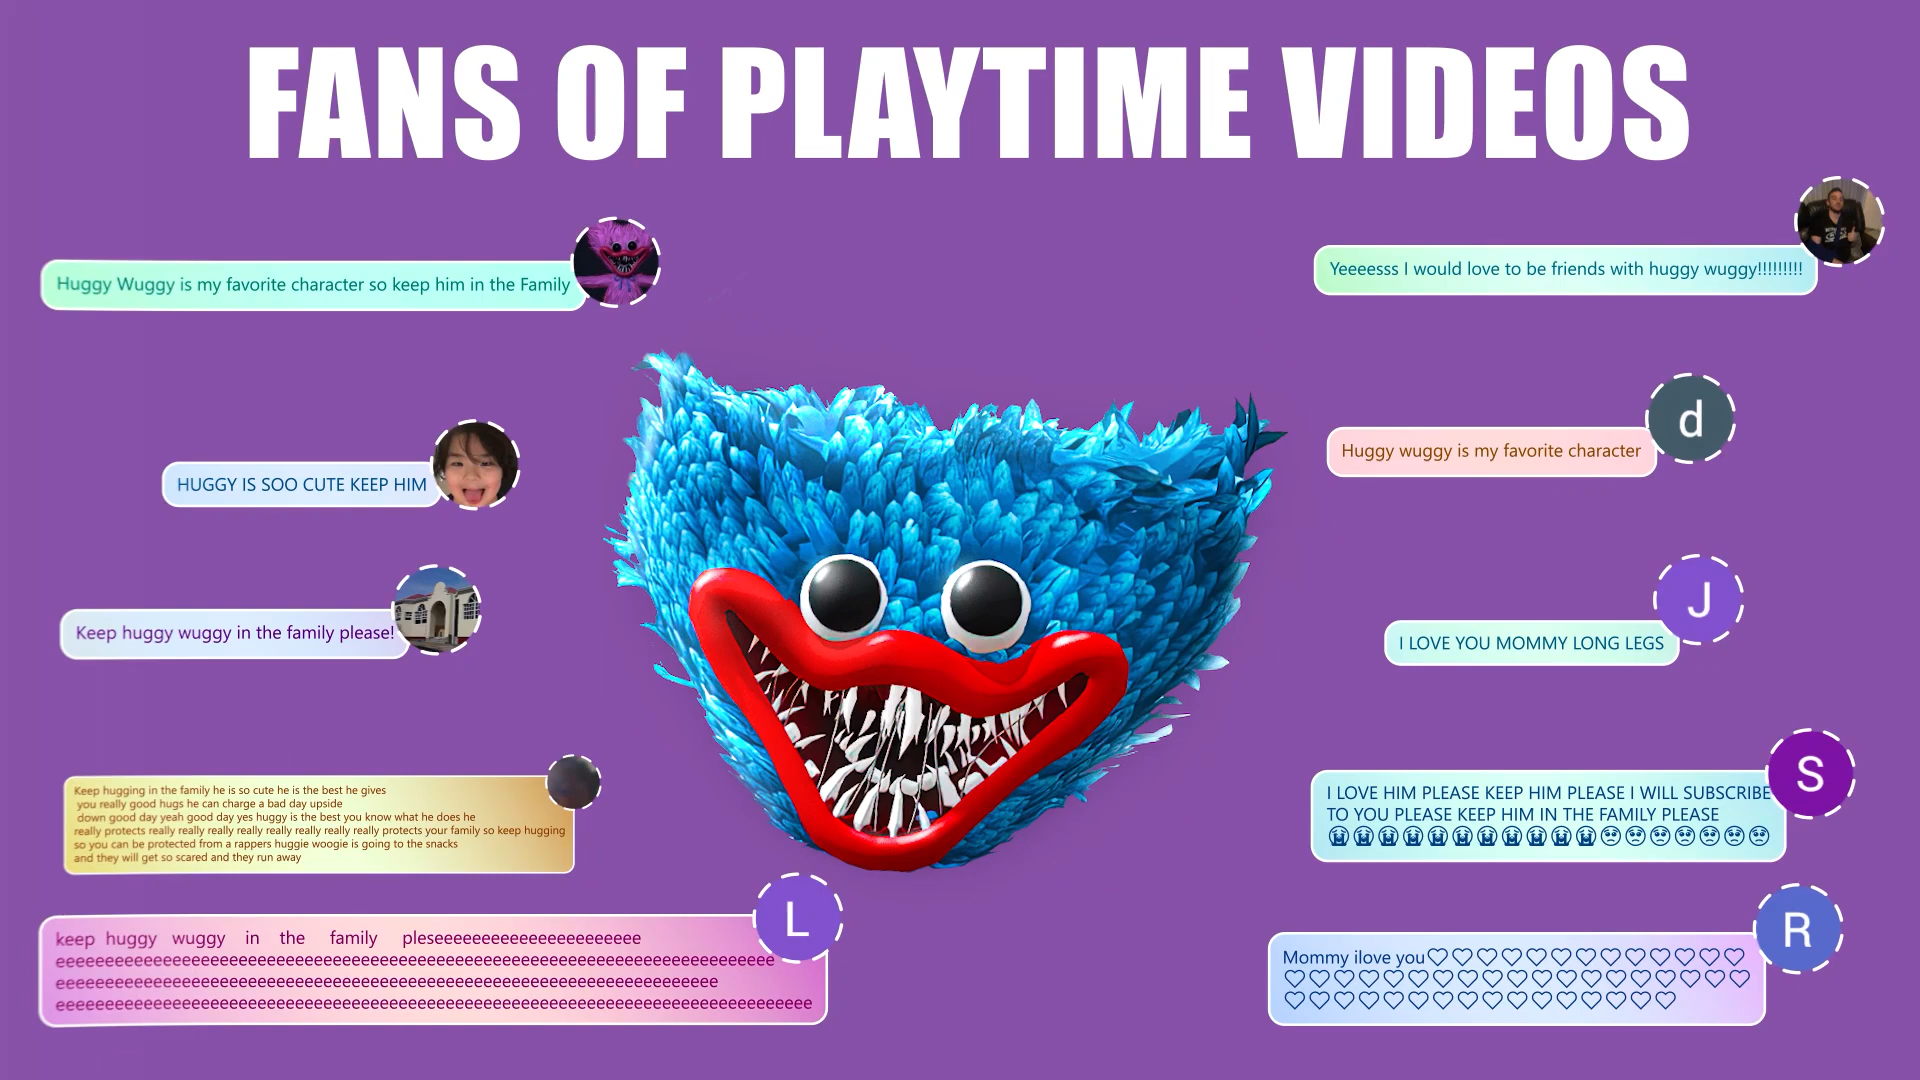 FANS OF PLAYTIME VIDEOS
Huggy Wuggy is my favorite character so keep him in the Family
HUGGY IS SOO CUTE KEEP HIM
Keep huggy wuggy in the family please!
Keep hugging in the family he is so cute he is the best he gives
you really good hugs he can charge a bad day upside
down good day yeah good day yes huggy is the best you know what he does he
really protects really really really really really really really really protects your family so keep hugging
so you can be protected from a rappers huggie woogie is going to the snacks
and they will get so scared and they run away
L
keep huggy wuggy in the family pleseeeeeeeeeeeeeeeeeeeeee
eeeeeeeeeeeeeeeeeeeeeeeeeeeeeeeeeeeeeeeeeeeeeeeeeeeeeeeeeeeeeeeeeeeeeeeeeeee
eeeeeeeeeeeeeeeeeeeeeeeeeeeeeeeeeeeeeeeeeeeeeeeeeeeeeeeeeeeeeeeeeeeeee
eeeeeeeeeeeeeeeeeeeeeeeeeeeeeeeeeeeeeeeeeeeeeeeeeeeeeeeeeeeeeeeeeeeeeeeeeeeeeeee
Yeeeesss I would love to be friends with huggy wuggy!!!!!!!!!
d
Huggy wuggy is my favorite character
J
I LOVE YOU MOMMY LONG LEGS
S
I LOVE HIM PLEASE KEEP HIM PLEASE I WILL SUBSCRIBE
TO YOU PLEASE KEEP HIM IN THE FAMILY PLEASE
😭😭😭😭😭😭😭😭😭😭😭🥺🥺🥺🥺🥺🥺🥺
R
Mommy ilove you♡♡♡♡♡♡♡♡♡♡♡♡♡
♡♡♡♡♡♡♡♡♡♡♡♡♡♡♡♡♡♡♡
♡♡♡♡♡♡♡♡♡♡♡♡♡♡♡♡